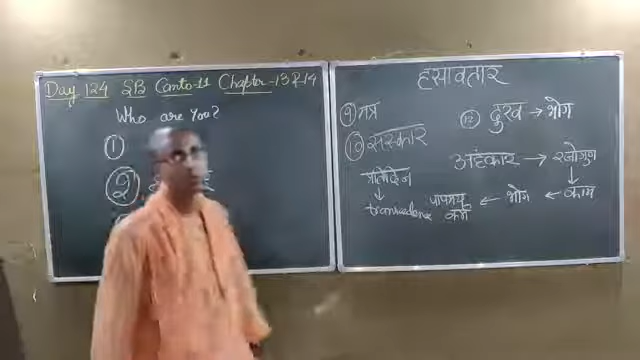 Day 124 SB Canto-11 Chapter-13&14
Who are You?
①
②
हंसावतार
⑨ मंत्र
⑩ संस्कार
⑫ दुःख → भोग
अहंकार → रजोगुण
↓
प्रतिदिन
↓
पापमय ← भोग ← काम
कर्म